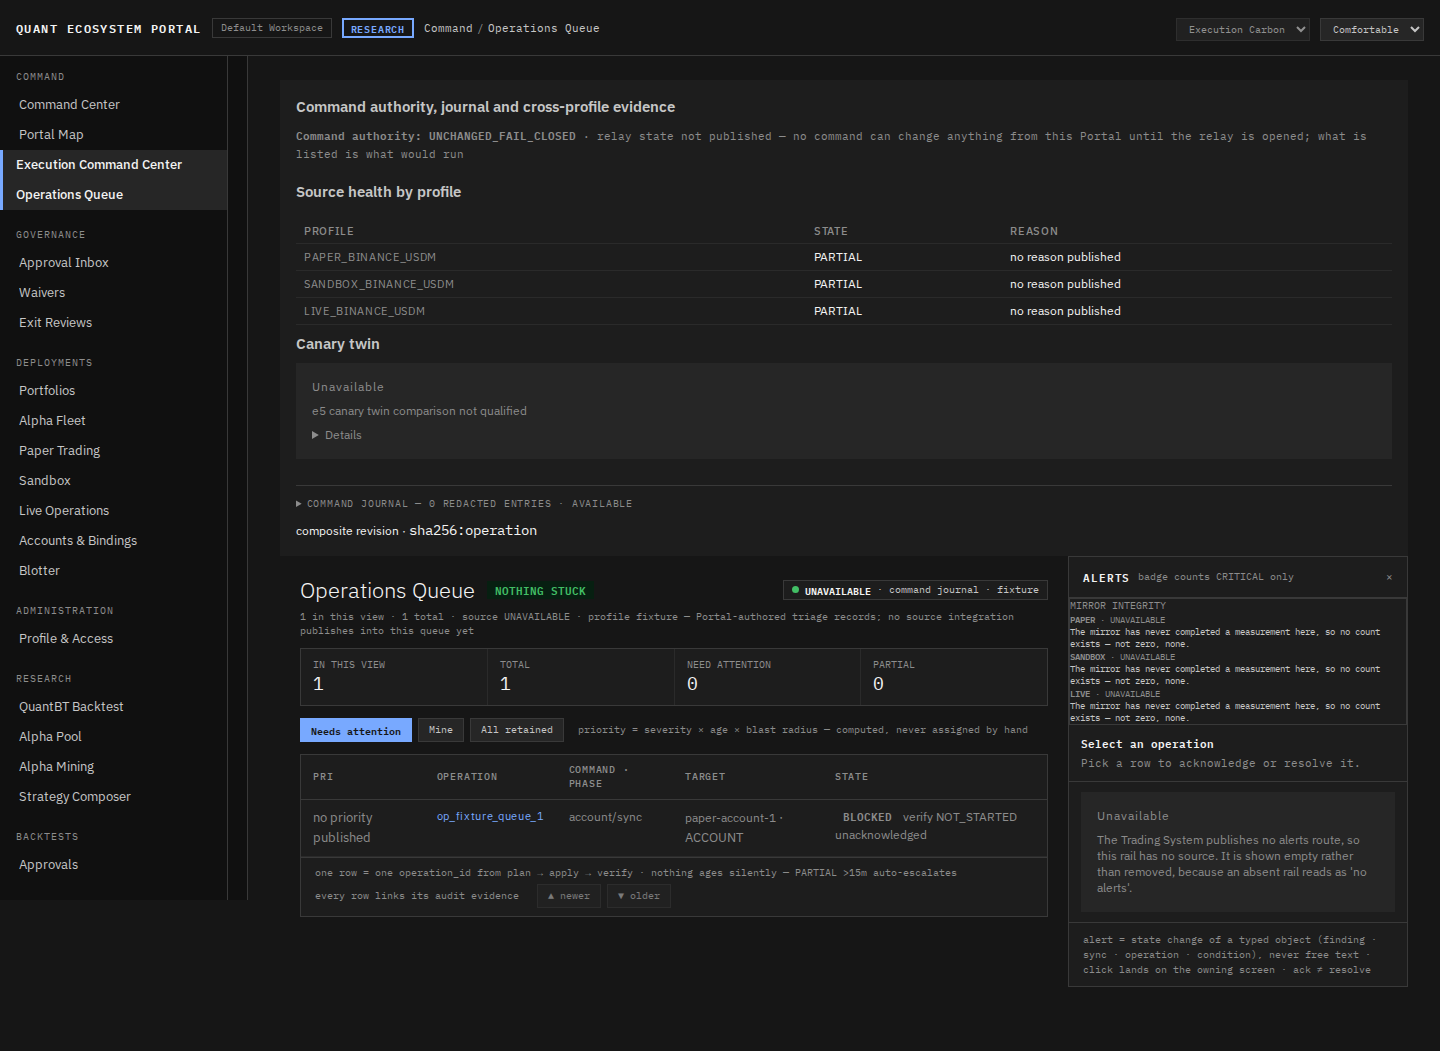 QUANT ECOSYSTEM PORTAL
Default Workspace
RESEARCH
Command / Operations Queue
Execution Carbon
Comfortable
COMMAND
Command Center
Portal Map
Execution Command Center
Operations Queue
GOVERNANCE
Approval Inbox
Waivers
Exit Reviews
DEPLOYMENTS
Portfolios
Alpha Fleet
Paper Trading
Sandbox
Live Operations
Accounts & Bindings
Blotter
ADMINISTRATION
Profile & Access
RESEARCH
QuantBT Backtest
Alpha Pool
Alpha Mining
Strategy Composer
BACKTESTS
Approvals
Command authority, journal and cross-profile evidence
Command authority: UNCHANGED_FAIL_CLOSED · relay state not published — no command can change anything from this Portal until the relay is opened; what is
listed is what would run
Source health by profile
PROFILE STATE REASON
PAPER_BINANCE_USDM PARTIAL no reason published
SANDBOX_BINANCE_USDM PARTIAL no reason published
LIVE_BINANCE_USDM PARTIAL no reason published
Canary twin
Unavailable
e5 canary twin comparison not qualified
▶ Details
▶ COMMAND JOURNAL — 0 REDACTED ENTRIES · AVAILABLE
composite revision · sha256:operation
Operations Queue
NOTHING STUCK
UNAVAILABLE · command journal · fixture
1 in this view · 1 total · source UNAVAILABLE · profile fixture — Portal-authored triage records; no source integration
publishes into this queue yet
IN THIS VIEW
1
TOTAL
1
NEED ATTENTION
0
PARTIAL
0
Needs attention
Mine
All retained
priority = severity × age × blast radius — computed, never assigned by hand
PRI OPERATION COMMAND · TARGET STATE
PHASE
no priority op_fixture_queue_1 account/sync paper-account-1 · BLOCKED verify NOT_STARTED
published ACCOUNT unacknowledged
one row = one operation_id from plan → apply → verify · nothing ages silently — PARTIAL >15m auto-escalates
every row links its audit evidence
▲ newer
▼ older
ALERTS badge counts CRITICAL only ×
MIRROR INTEGRITY
PAPER · UNAVAILABLE
The mirror has never completed a measurement here, so no count
exists — not zero, none.
SANDBOX · UNAVAILABLE
The mirror has never completed a measurement here, so no count
exists — not zero, none.
LIVE · UNAVAILABLE
The mirror has never completed a measurement here, so no count
exists — not zero, none.
Select an operation
Pick a row to acknowledge or resolve it.
Unavailable
The Trading System publishes no alerts route, so
this rail has no source. It is shown empty rather
than removed, because an absent rail reads as 'no
alerts'.
alert = state change of a typed object (finding ·
sync · operation · condition), never free text ·
click lands on the owning screen · ack ≠ resolve